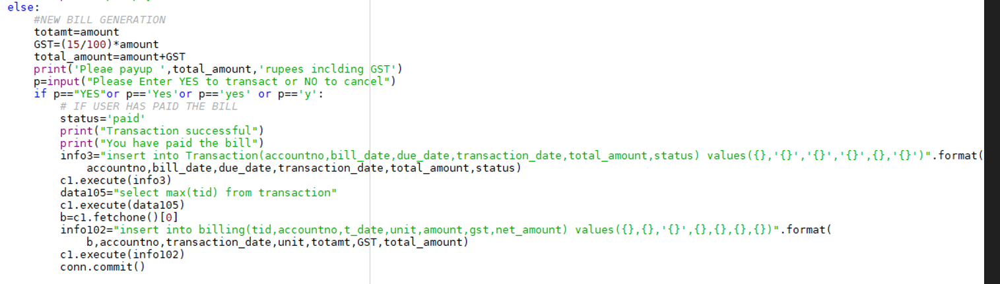 else:
#NEW BILL GENERATION
totamt=amount
GST=(15/100)*amount
total_amount=amount+GST
print('Pleae payup ',total_amount,'rupees inclding GST')
p=input("Please Enter YES to transact or NO to cancel")
if p=="YES"or p=='Yes'or p=='yes' or p=='y':
# IF USER HAS PAID THE BILL
status='paid'
print("Transaction successful")
print("You have paid the bill")
info3="insert into Transaction(accountno,bill_date,due_date,transaction_date,total_amount,status) values({},'{}','{}','{}',{},'{}')".format(
accountno,bill_date,due_date,transaction_date,total_amount,status)
c1.execute(info3)
data105="select max(tid) from transaction"
c1.execute(data105)
b=c1.fetchone()[0]
info102="insert into billing(tid,accountno,t_date,unit,amount,gst,net_amount) values({},{},'{}',{},{},{},{})".format(
b,accountno,transaction_date,unit,totamt,GST,total_amount)
c1.execute(info102)
conn.commit()